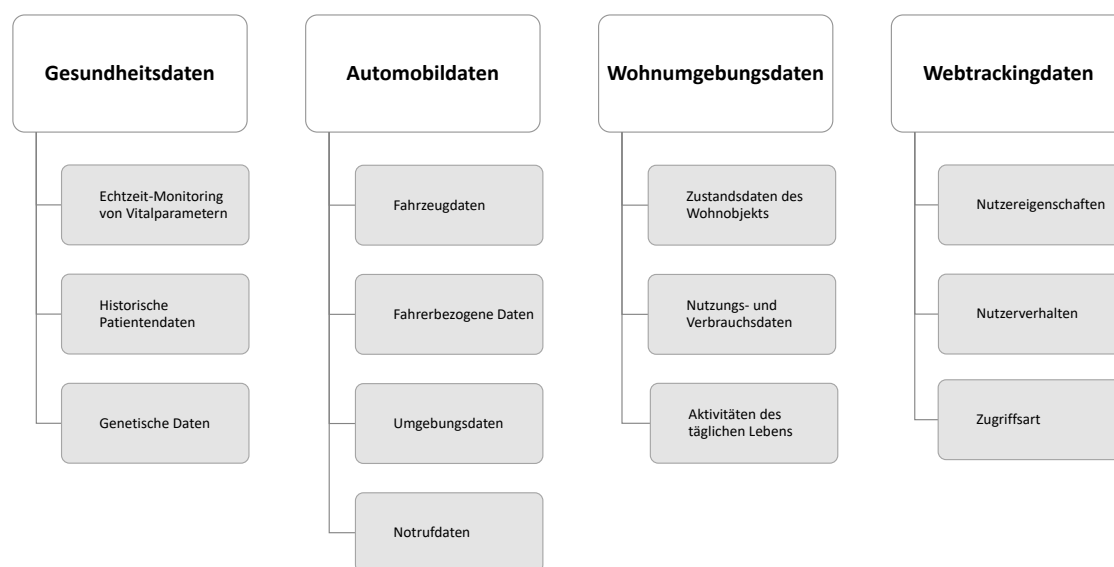 Gesundheitsdaten
Echtzeit-Monitoring
von Vitalparametern
Historische
Patientendaten
Genetische Daten
Automobildaten
Fahrzeugdaten
Fahrerbezogene Daten
Umgebungsdaten
Notrufdaten
Wohnumgebungsdaten
Zustandsdaten des
Wohnobjekts
Nutzungs- und
Verbrauchsdaten
Aktivitäten des
täglichen Lebens
Webtrackingdaten
Nutzereigenschaften
Nutzerverhalten
Zugriffsart